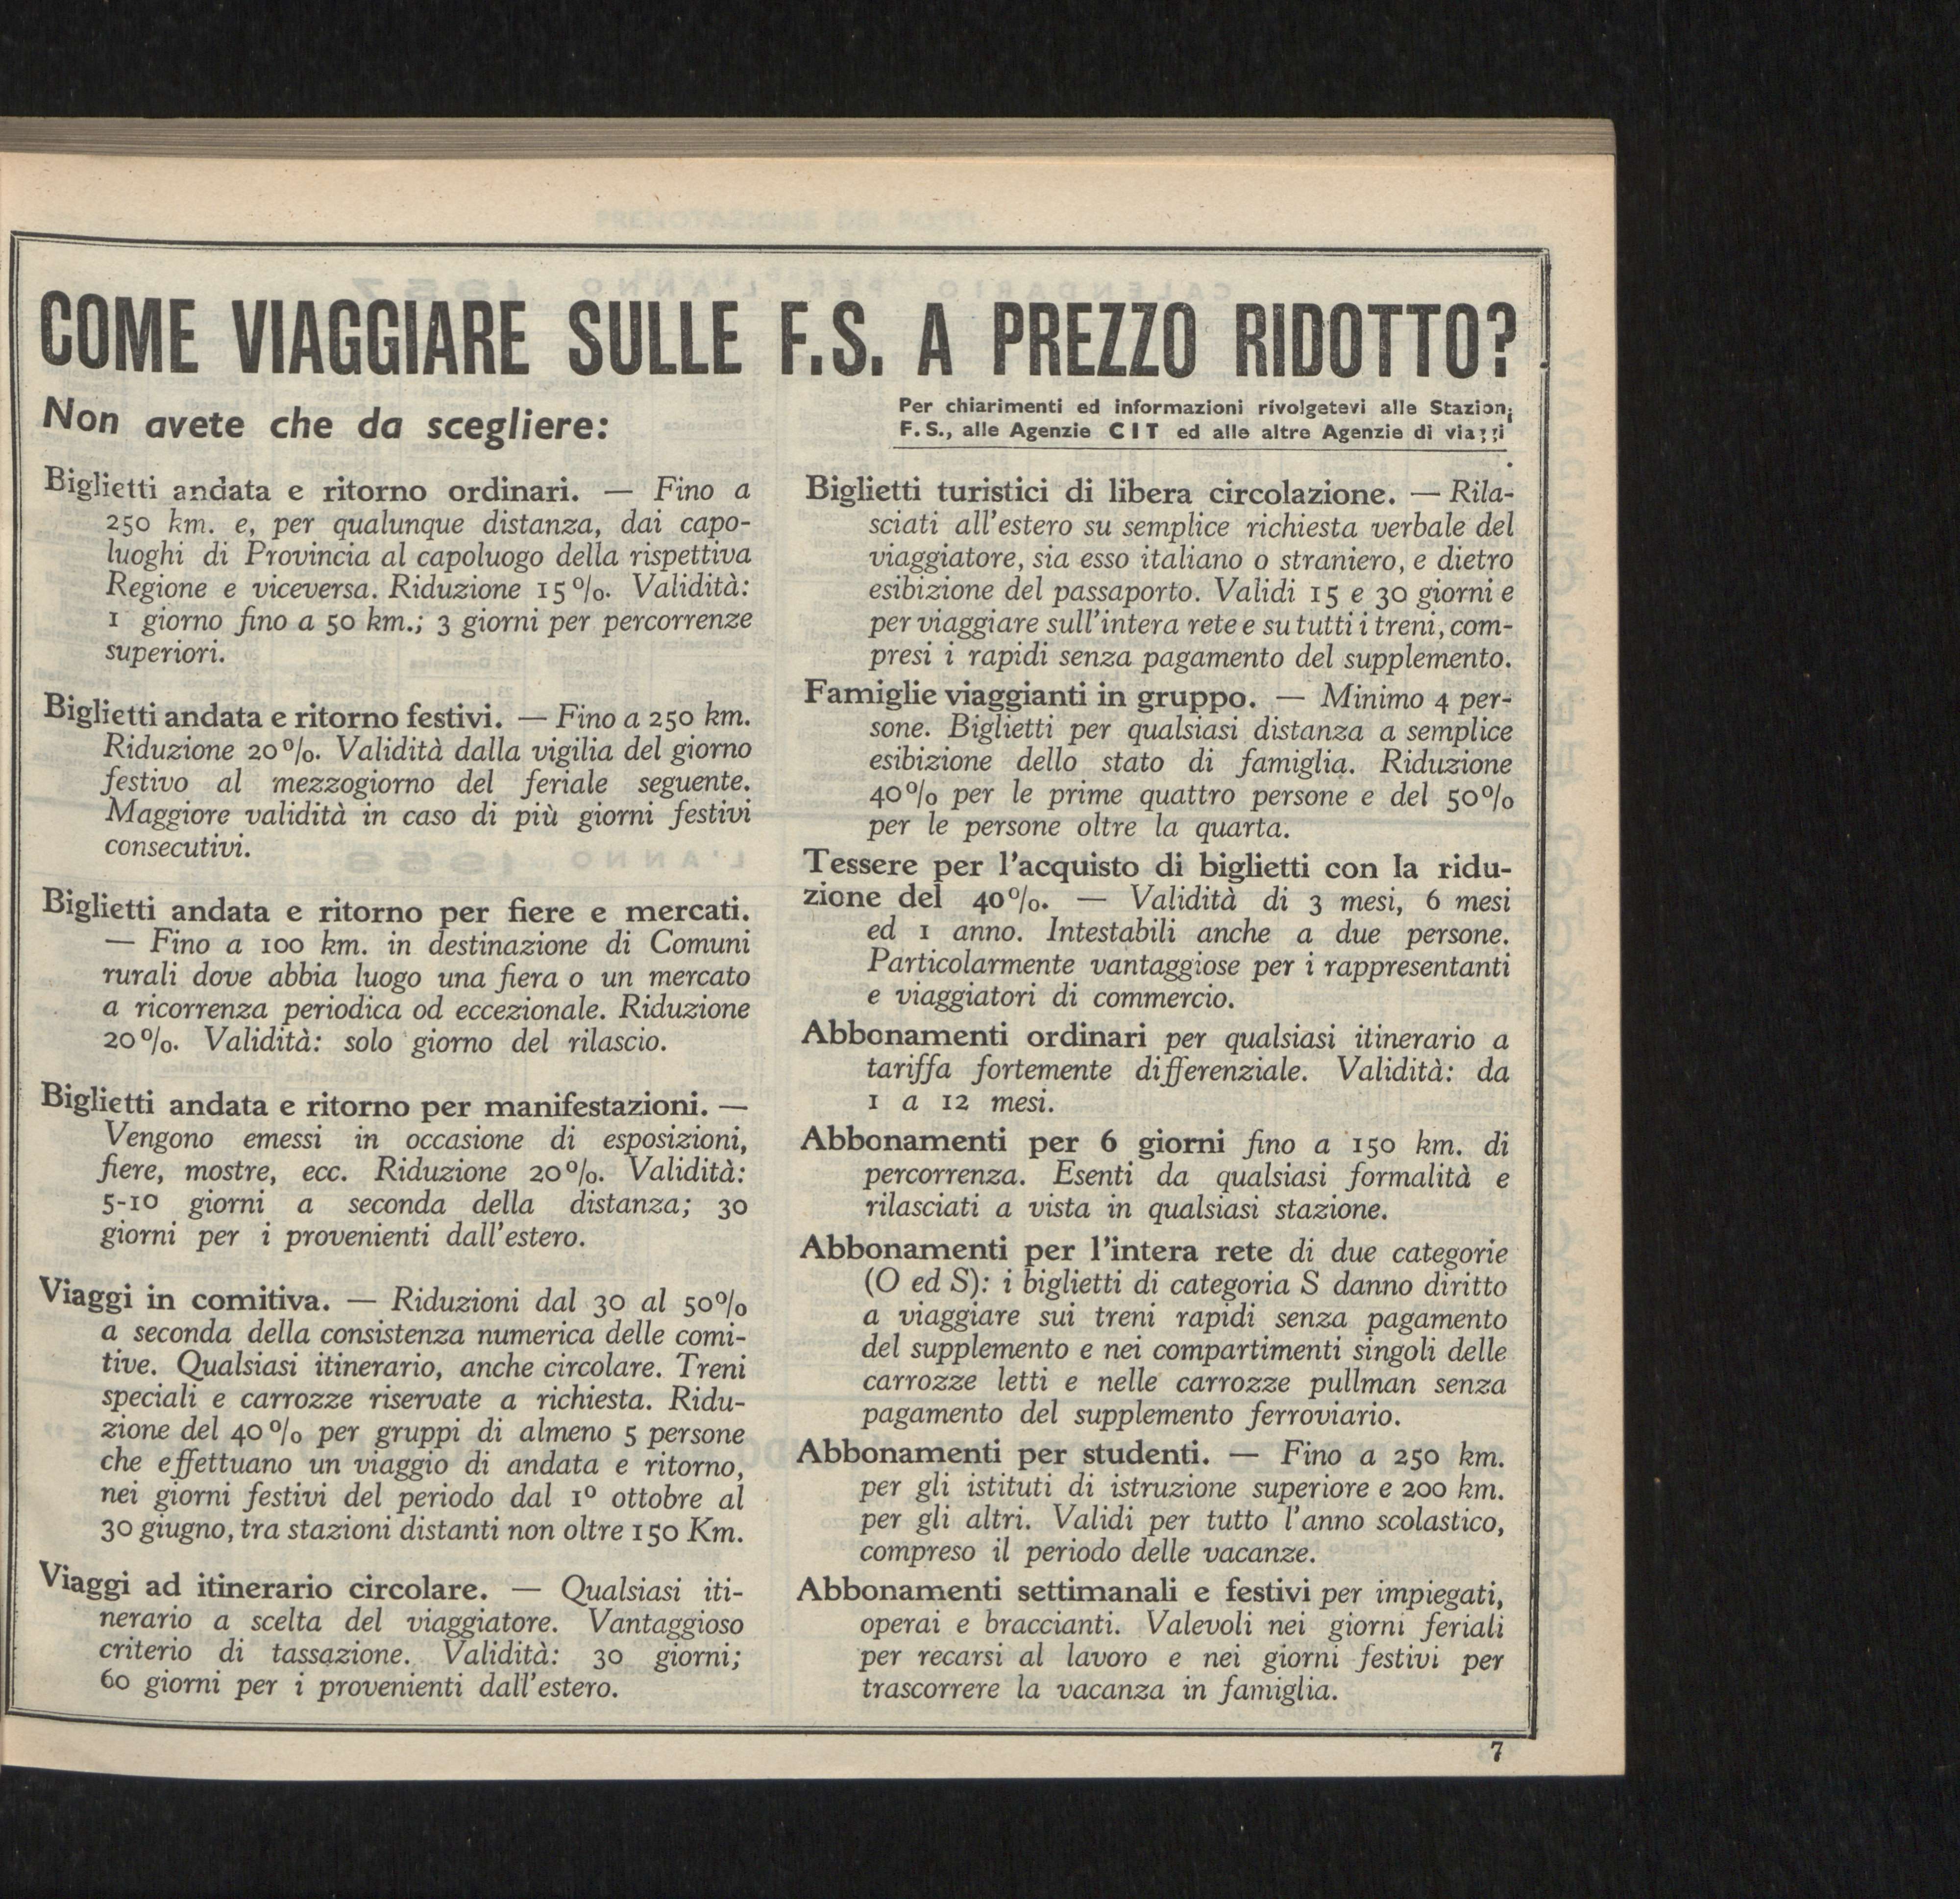 COME VIAGGIARE SULLE F.S. A PREZZO RIDOTTO?
Non avete che da scegliere:
Per chiarimenti ed informazioni rivolgetevi alle Stazioni
F.S., alle Agenzie CIT ed alle altre Agenzie di viaggi
Biglietti andata e ritorno ordinari. — Fino a
250 km. e, per qualunque distanza, dai capo-
luoghi di Provincia al capoluogo della rispettiva
Regione e viceversa. Riduzione 15%. Validità:
1 giorno fino a 50 km.; 3 giorni per percorrenze
superiori.
Biglietti andata e ritorno festivi. — Fino a 250 km.
Riduzione 20%. Validità dalla vigilia del giorno
festivo al mezzogiorno del feriale seguente.
Maggiore validità in caso di più giorni festivi
consecutivi.
Biglietti andata e ritorno per fiere e mercati.
— Fino a 100 km. in destinazione di Comuni
rurali dove abbia luogo una fiera o un mercato
a ricorrenza periodica od eccezionale. Riduzione
20%. Validità: solo giorno del rilascio.
Biglietti andata e ritorno per manifestazioni. —
Vengono emessi in occasione di esposizioni,
fiere, mostre, ecc. Riduzione 20%. Validità:
5-10 giorni a seconda della distanza; 30
giorni per i provenienti dall'estero.
Viaggi in comitiva. — Riduzioni dal 30 al 50%
a seconda della consistenza numerica delle comi-
tive. Qualsiasi itinerario, anche circolare. Treni
speciali e carrozze riservate a richiesta. Ridu-
zione del 40% per gruppi di almeno 5 persone
che effettuano un viaggio di andata e ritorno,
nei giorni festivi del periodo dal 1º ottobre al
30 giugno, tra stazioni distanti non oltre 150 Km.
Viaggi ad itinerario circolare. — Qualsiasi iti-
nerario a scelta del viaggiatore. Vantaggioso
criterio di tassazione. Validità: 30 giorni;
60 giorni per i provenienti dall'estero.
Biglietti turistici di libera circolazione. — Rila-
sciati all'estero su semplice richiesta verbale del
viaggiatore, sia esso italiano o straniero, e dietro
esibizione del passaporto. Validi 15 e 30 giorni e
per viaggiare sull'intera rete e su tutti i treni, com-
presi i rapidi senza pagamento del supplemento.
Famiglie viaggianti in gruppo. — Minimo 4 per-
sone. Biglietti per qualsiasi distanza a semplice
esibizione dello stato di famiglia. Riduzione
40% per le prime quattro persone e del 50%
per le persone oltre la quarta.
Tessere per l'acquisto di biglietti con la ridu-
zione del 40%. — Validità di 3 mesi, 6 mesi
ed 1 anno. Intestabili anche a due persone.
Particolarmente vantaggiose per i rappresentanti
e viaggiatori di commercio.
Abbonamenti ordinari per qualsiasi itinerario a
tariffa fortemente differenziale. Validità: da
1 a 12 mesi.
Abbonamenti per 6 giorni fino a 150 km. di
percorrenza. Esenti da qualsiasi formalità e
rilasciati a vista in qualsiasi stazione.
Abbonamenti per l'intera rete di due categorie
(O ed S): i biglietti di categoria S danno diritto
a viaggiare sui treni rapidi senza pagamento
del supplemento e nei compartimenti singoli delle
carrozze letti e nelle carrozze pullman senza
pagamento del supplemento ferroviario.
Abbonamenti per studenti. — Fino a 250 km.
per gli istituti di istruzione superiore e 200 km.
per gli altri. Validi per tutto l'anno scolastico,
compreso il periodo delle vacanze.
Abbonamenti settimanali e festivi per impiegati,
operai e braccianti. Valevoli nei giorni feriali
per recarsi al lavoro e nei giorni festivi per
trascorrere la vacanza in famiglia.
7